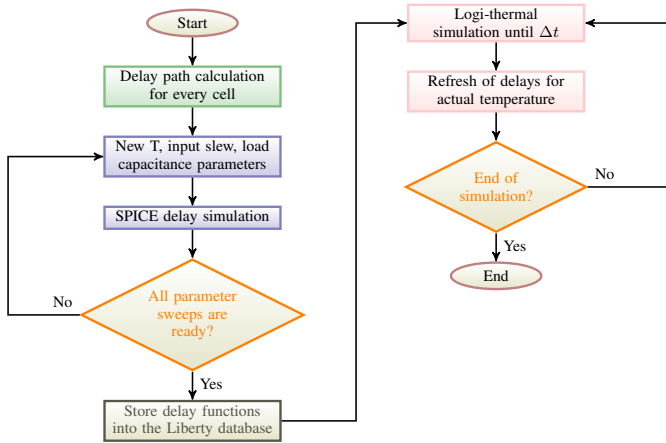 Start
Delay path calculation
for every cell
New T, input slew, load
capacitance parameters
SPICE delay simulation
All parameter
sweeps are
ready?
No
Yes
Store delay functions
into the Liberty database
Logi-thermal
simulation until Δt
Refresh of delays for
actual temperature
End of
simulation?
No
Yes
End